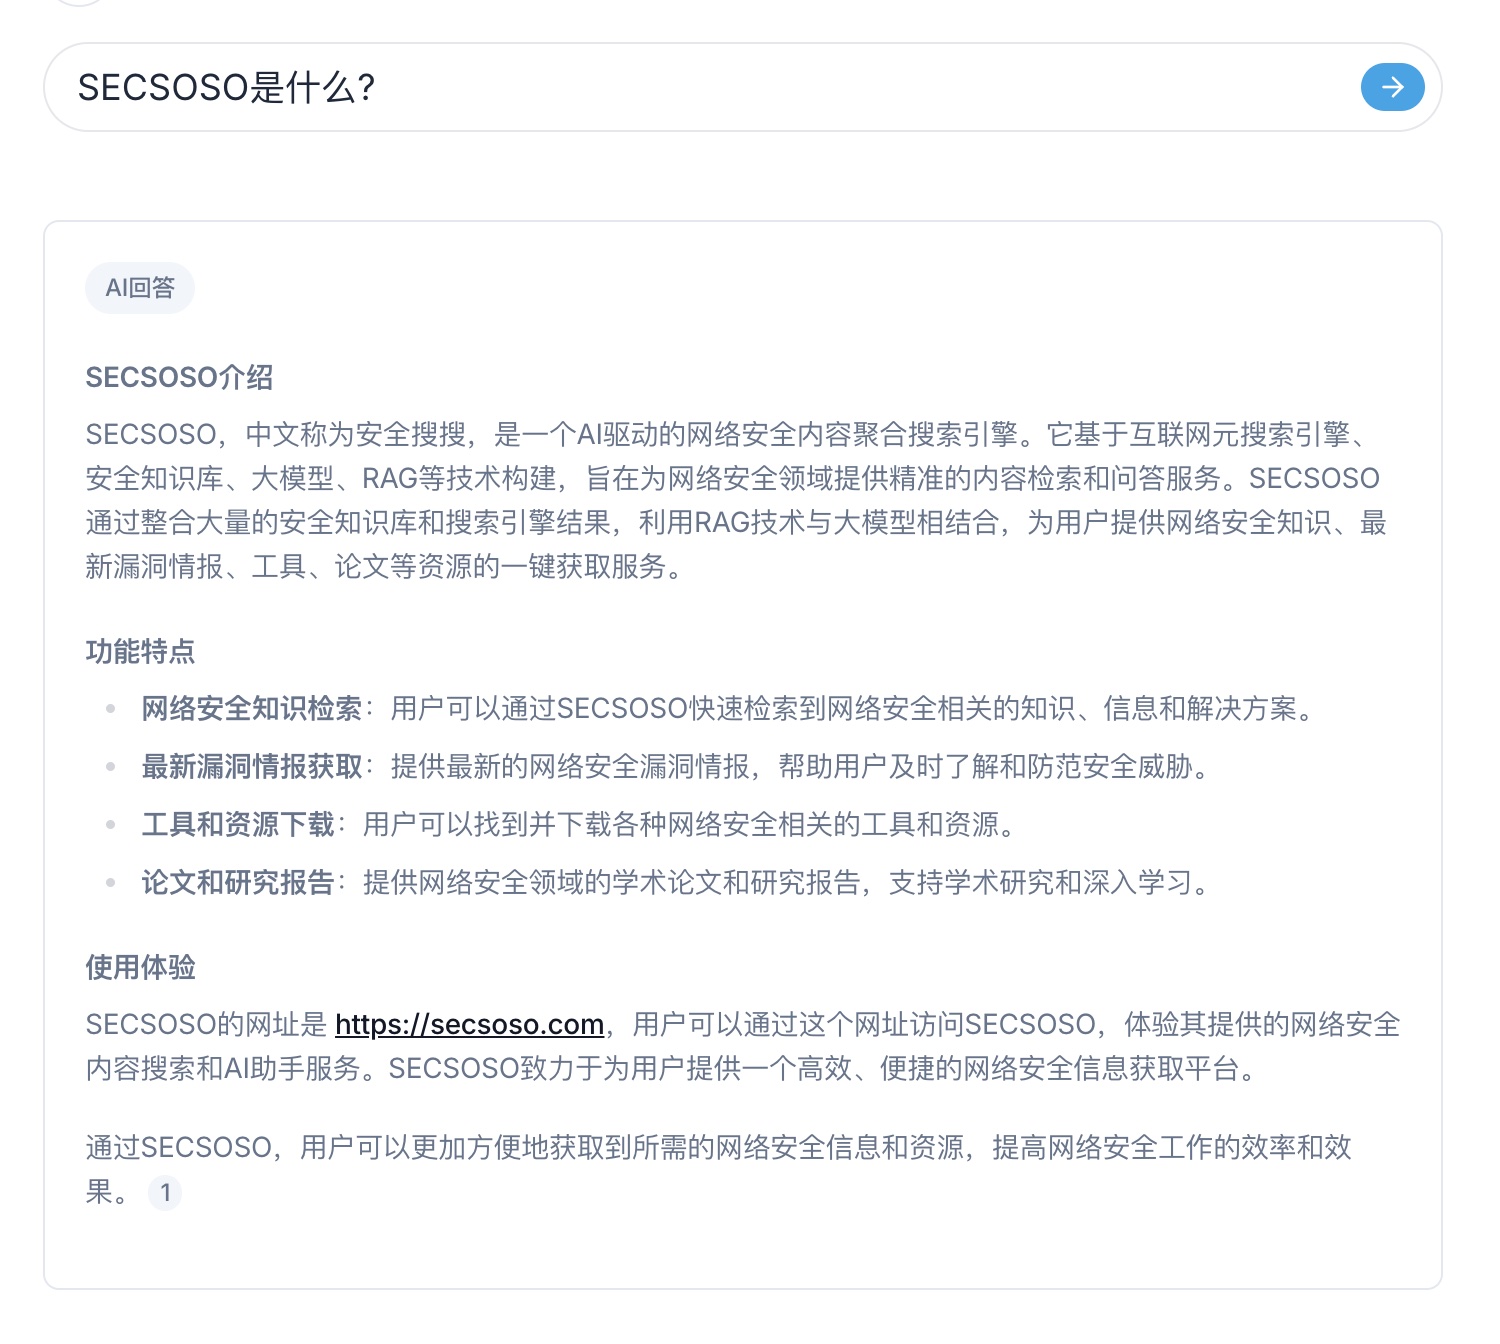 SECSOSO是什么?
AI回答
SECSOSO介绍
SECSOSO，中文称为安全搜搜，是一个AI驱动的网络安全内容聚合搜索引擎。它基于互联网元搜索引擎、
安全知识库、大模型、RAG等技术构建，旨在为网络安全领域提供精准的内容检索和问答服务。SECSOSO
通过整合大量的安全知识库和搜索引擎结果，利用RAG技术与大模型相结合，为用户提供网络安全知识、最
新漏洞情报、工具、论文等资源的一键获取服务。
功能特点
网络安全知识检索：用户可以通过SECSOSO快速检索到网络安全相关的知识、信息和解决方案。
最新漏洞情报获取：提供最新的网络安全漏洞情报，帮助用户及时了解和防范安全威胁。
工具和资源下载：用户可以找到并下载各种网络安全相关的工具和资源。
论文和研究报告：提供网络安全领域的学术论文和研究报告，支持学术研究和深入学习。
使用体验
SECSOSO的网址是 https://secsoso.com，用户可以通过这个网址访问SECSOSO，体验其提供的网络安全
内容搜索和AI助手服务。SECSOSO致力于为用户提供一个高效、便捷的网络安全信息获取平台。
通过SECSOSO，用户可以更加方便地获取到所需的网络安全信息和资源，提高网络安全工作的效率和效
果。 1